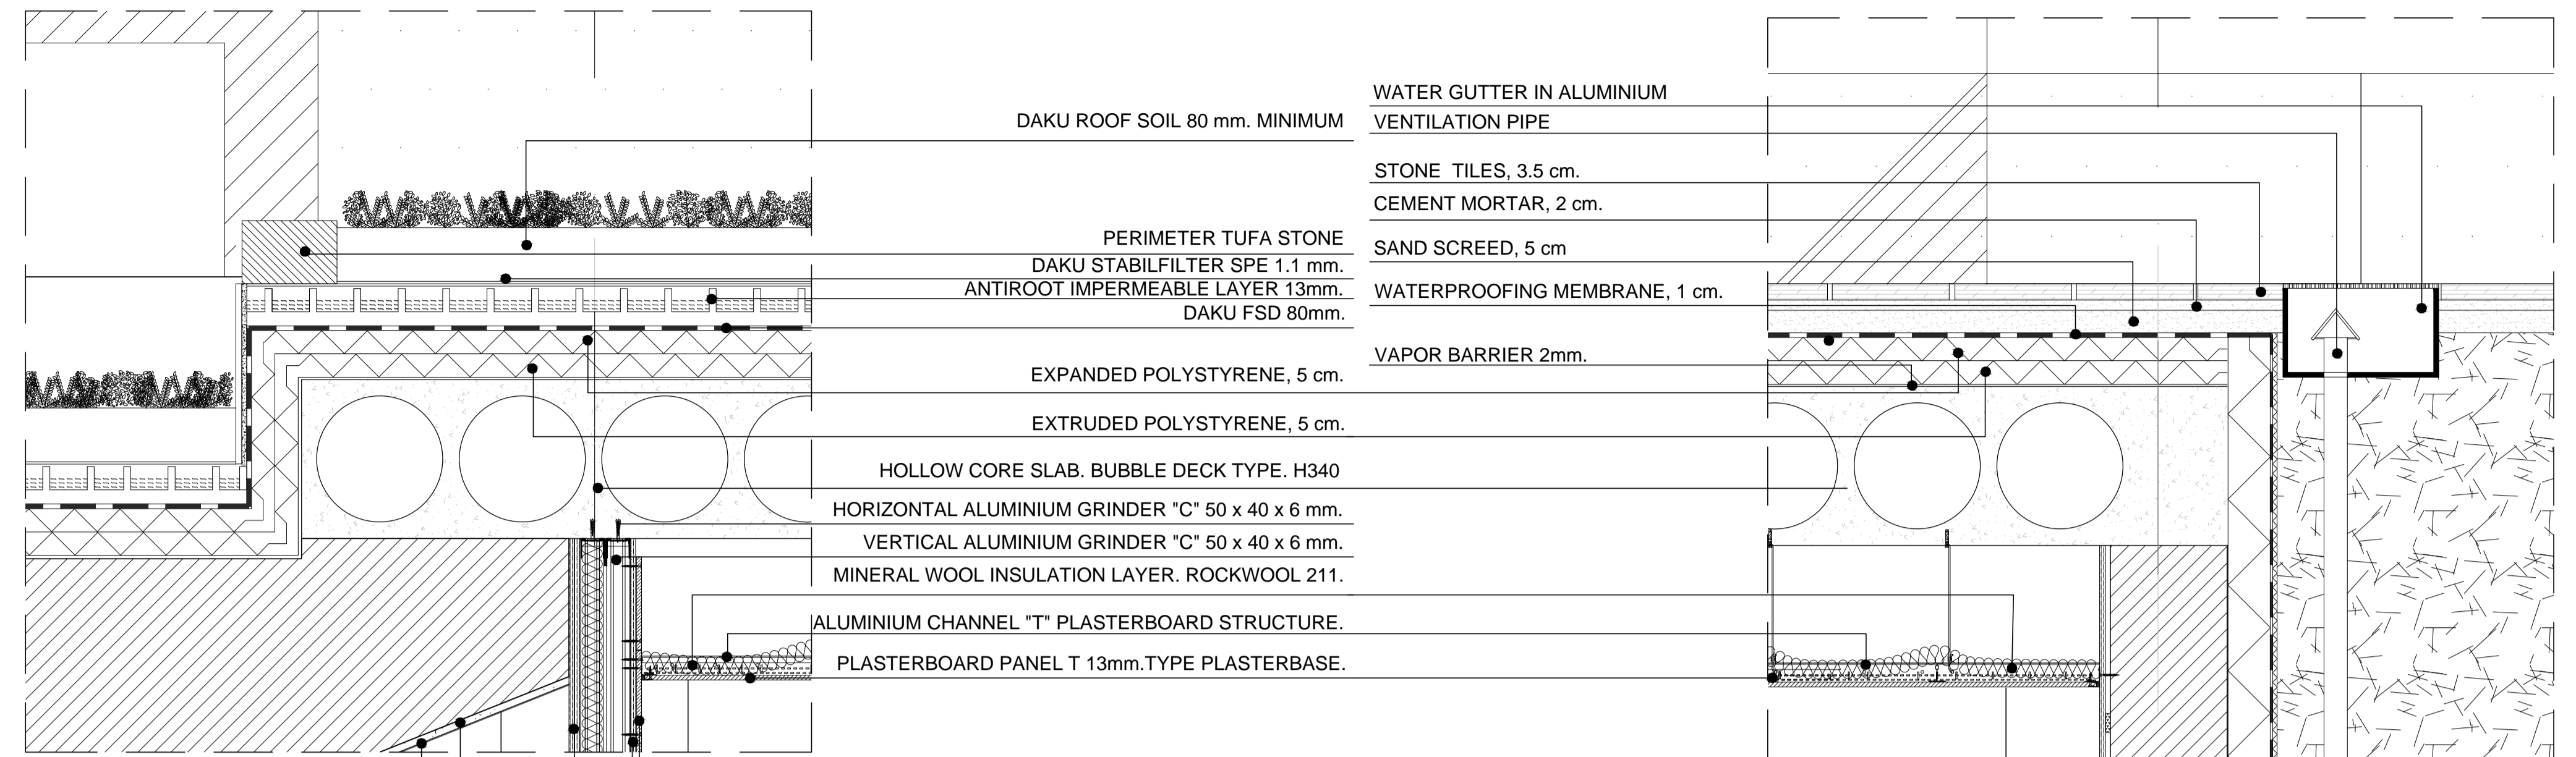 DAKU ROOF SOIL 80 mm. MINIMUM
PERIMETER TUFA STONE
DAKU STABILFILTER SPE 1.1 mm.
ANTIROOT IMPERMEABLE LAYER 13mm.
DAKU FSD 80mm.
EXPANDED POLYSTYRENE, 5 cm.
EXTRUDED POLYSTYRENE, 5 cm.
HOLLOW CORE SLAB. BUBBLE DECK TYPE. H340
HORIZONTAL ALUMINIUM GRINDER "C" 50 x 40 x 6 mm.
VERTICAL ALUMINIUM GRINDER "C" 50 x 40 x 6 mm.
MINERAL WOOL INSULATION LAYER. ROCKWOOL 211.
ALUMINIUM CHANNEL "T" PLASTERBOARD STRUCTURE.
PLASTERBOARD PANEL T 13mm.TYPE PLASTERBASE.
WATER GUTTER IN ALUMINIUM
VENTILATION PIPE
STONE TILES, 3.5 cm.
CEMENT MORTAR, 2 cm.
SAND SCREED, 5 cm
WATERPROOFING MEMBRANE, 1 cm.
VAPOR BARRIER 2mm.